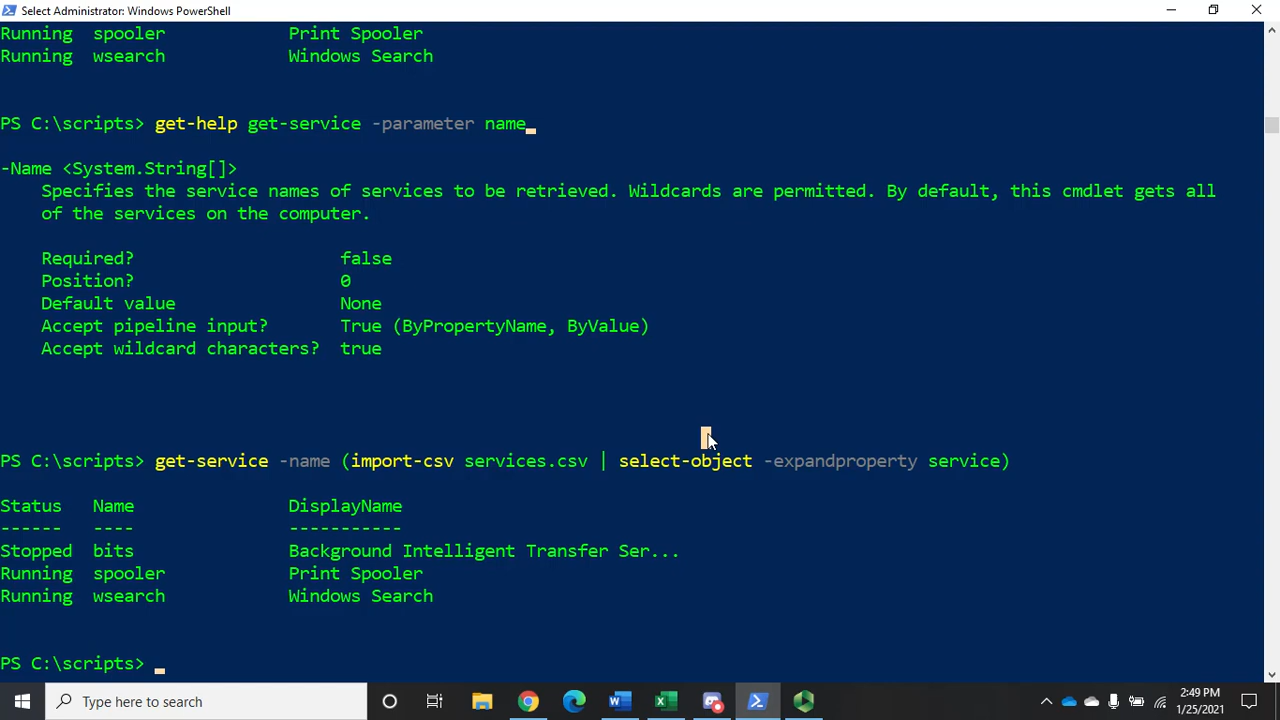 Select Administrator: Windows PowerShell
Running spooler Print Spooler
Running wsearch Windows Search
PS C:\scripts> get-help get-service -parameter name
-Name <System.String[]>
Specifies the service names of services to be retrieved. Wildcards are permitted. By default, this cmdlet gets all
of the services on the computer.
Required? false
Position? 0
Default value None
Accept pipeline input? True (ByPropertyName, ByValue)
Accept wildcard characters? true
PS C:\scripts> get-service -name (import-csv services.csv | select-object -expandproperty service)
Status Name DisplayName
------ ---- -----------
Stopped bits Background Intelligent Transfer Ser...
Running spooler Print Spooler
Running wsearch Windows Search
PS C:\scripts>
Type here to search
2:49 PM
1/25/2021